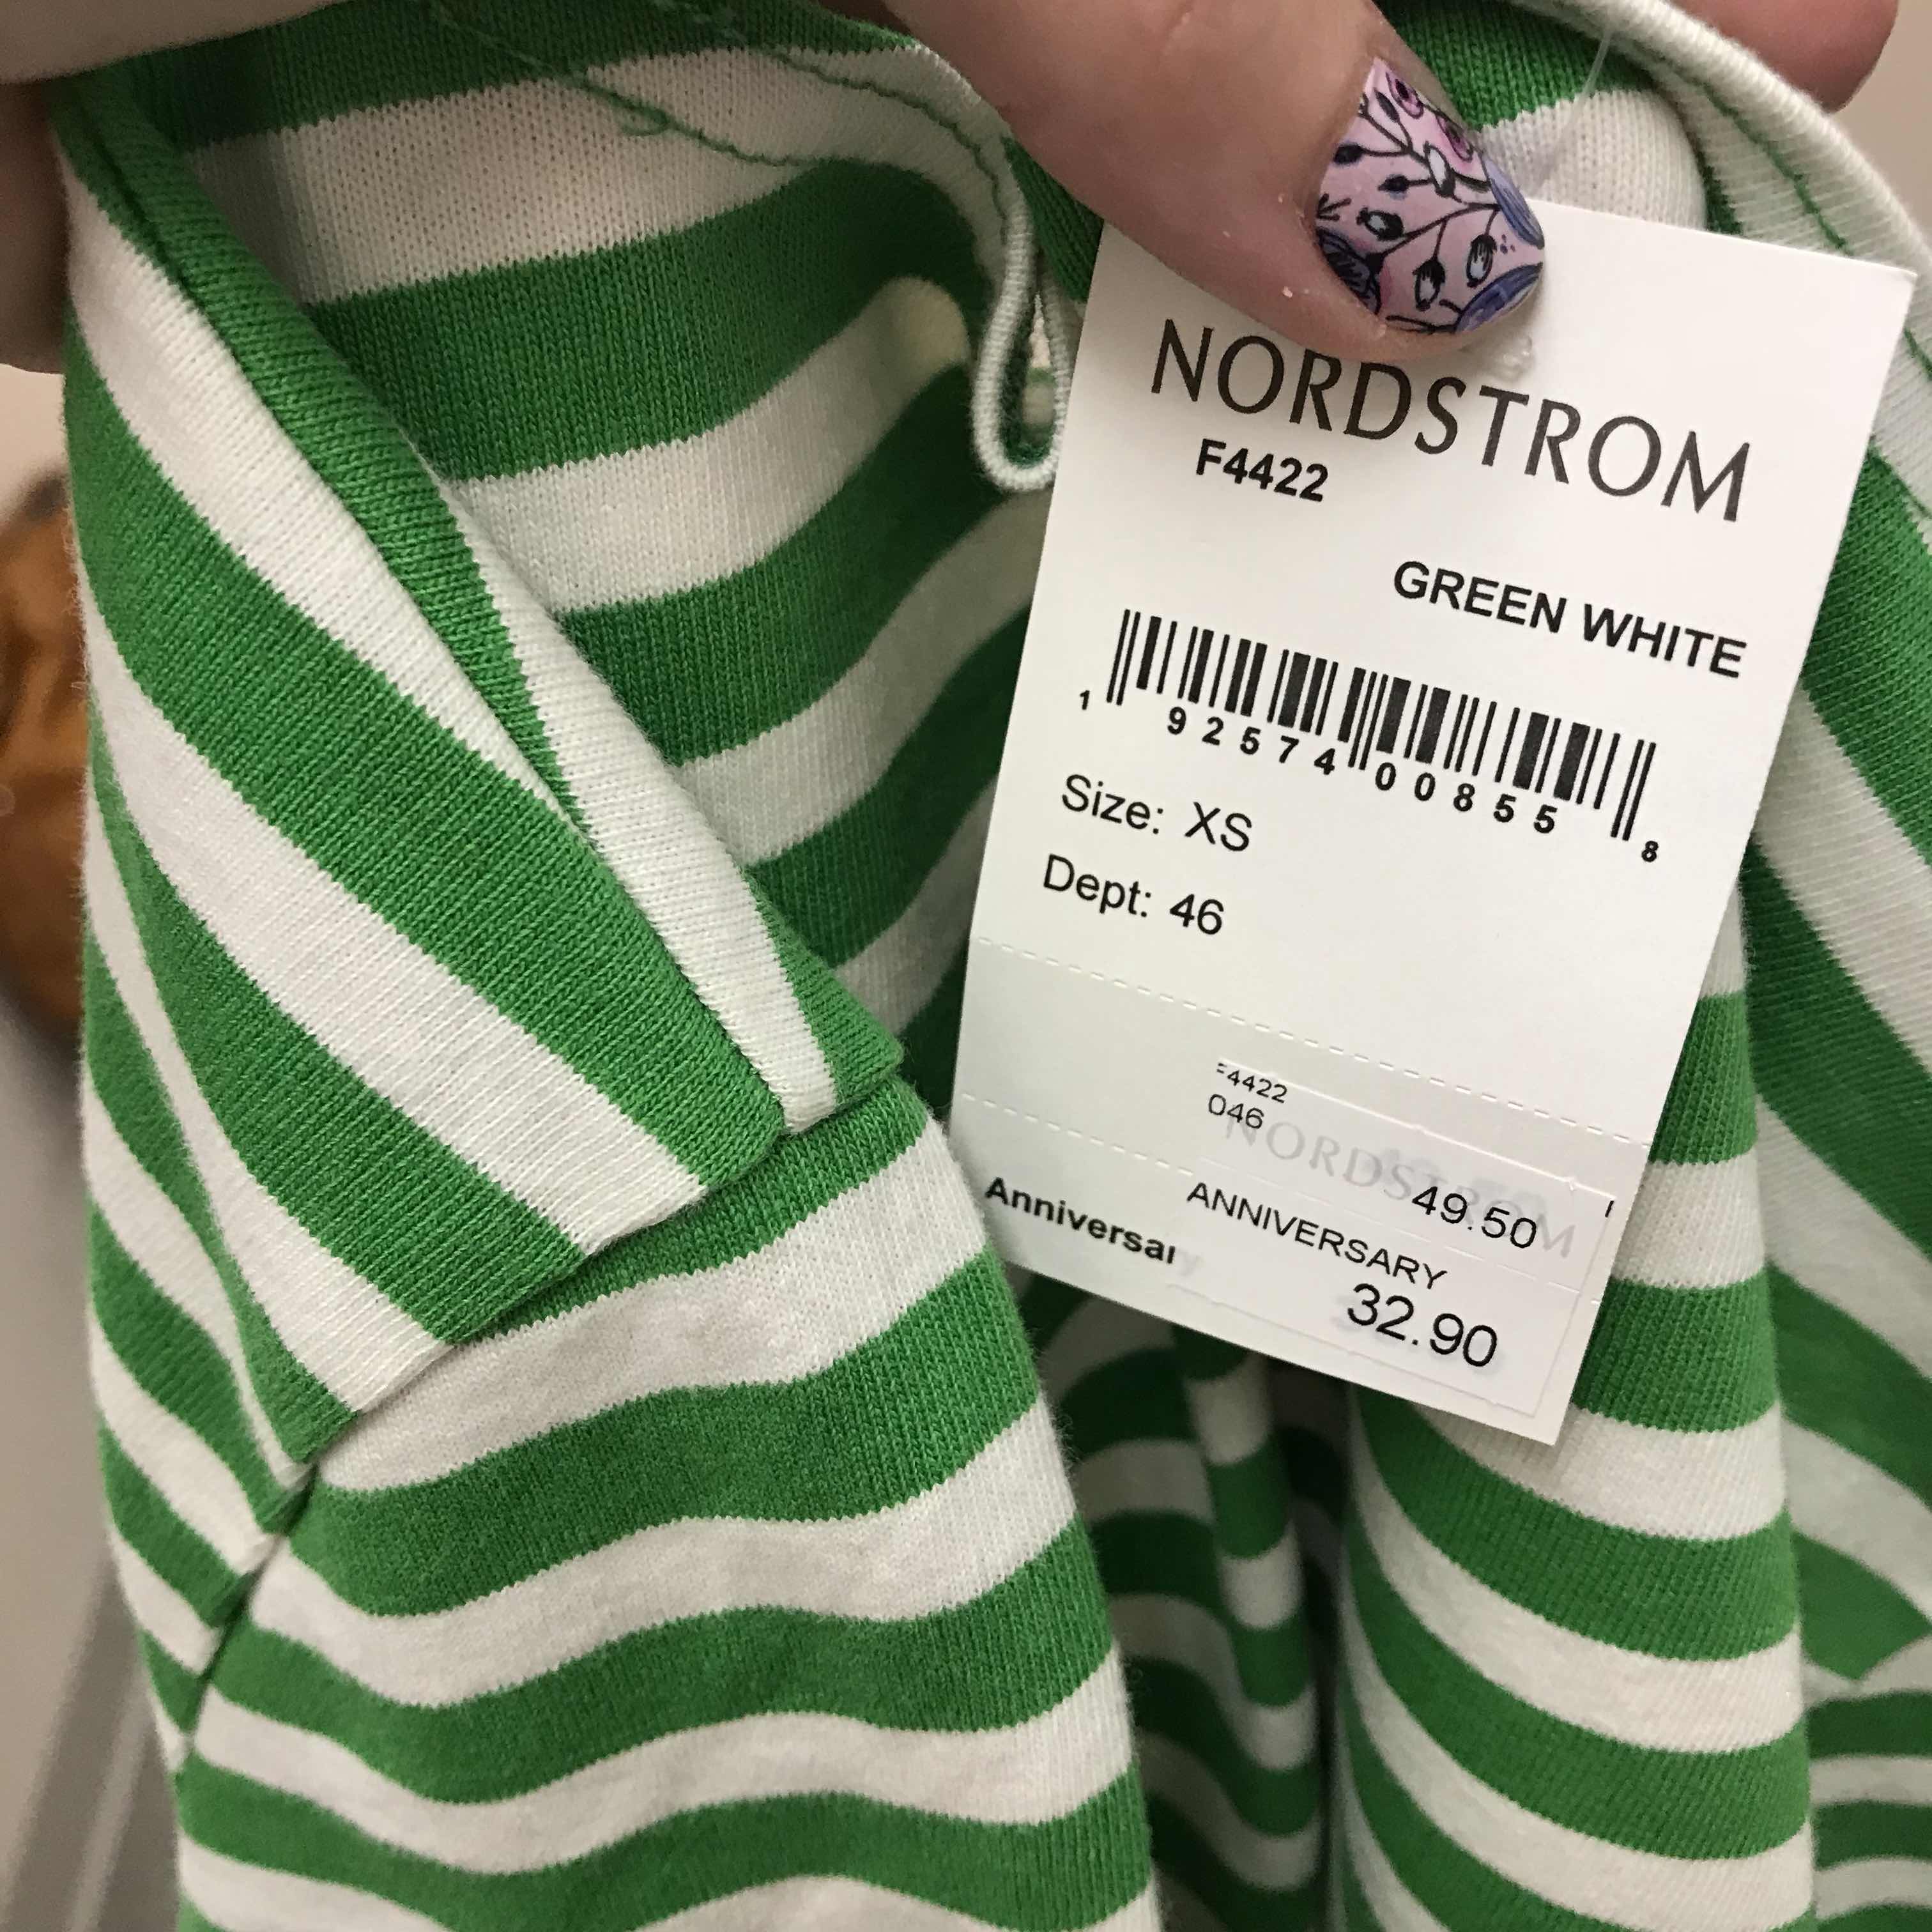 NORDSTROM
F4422
GREEN WHITE
1 92574 00855 8
Size: XS
Dept: 46
F4422
046
NORDSTROM
49.50
ANNIVERSARY
Anniversary
32.90